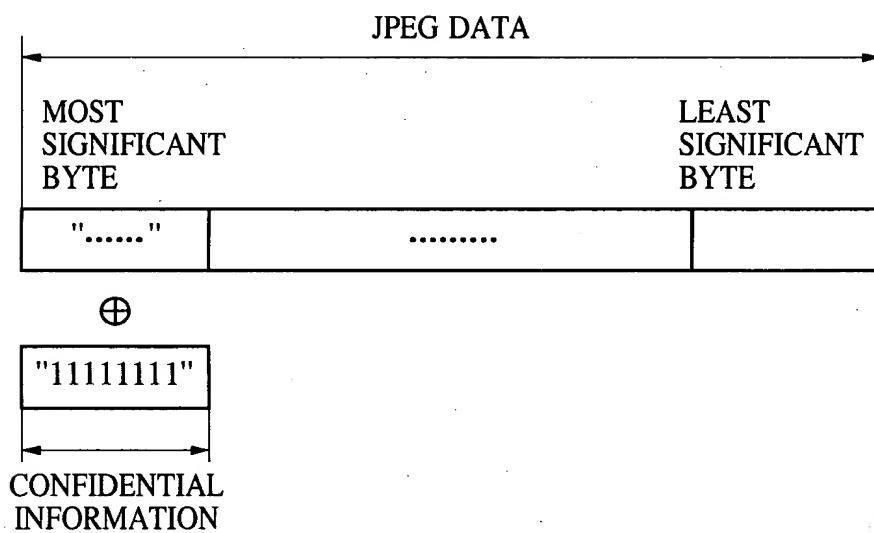 JPEG DATA
MOST
SIGNIFICANT
BYTE
LEAST
SIGNIFICANT
BYTE
"......"
.........
⊕
"11111111"
CONFIDENTIAL
INFORMATION